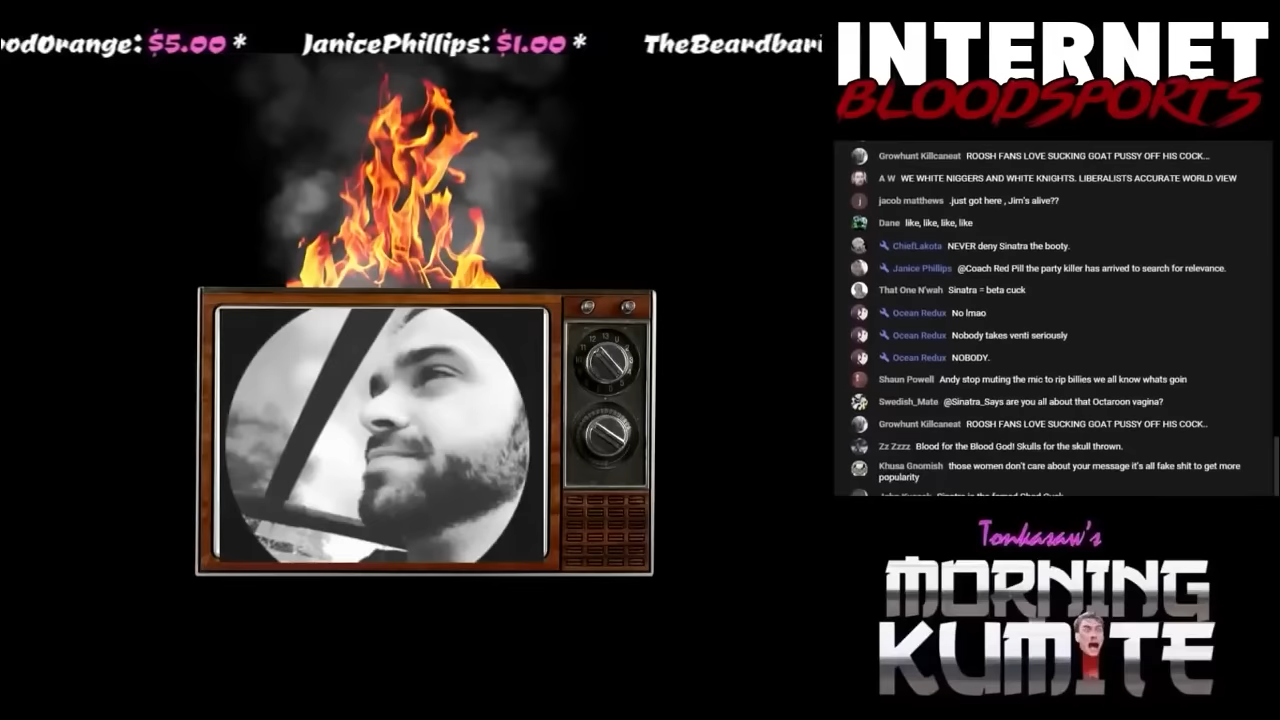 odOrange: $5.00 * JanicePhillips: $1.00 * TheBeardbari
INTERNET
BLOODSPORTS
Growhunt Killcaneat ROOSH FANS LOVE SUCKING GOAT PUSSY OFF HIS COCK...
A W WE WHITE NIGGERS AND WHITE KNIGHTS. LIBERALISTS ACCURATE WORLD VIEW
jacob matthews .just got here , Jim's alive??
Dane like, like, like, like
ChiefLakota NEVER deny Sinatra the booty.
Janice Phillips @Coach Red Pill the party killer has arrived to search for relevance.
That One N'wah Sinatra = beta cuck
Ocean Redux No lmao
Ocean Redux Nobody takes venti seriously
Ocean Redux NOBODY.
Shaun Powell Andy stop muting the mic to rip billies we all know whats goin
Swedish_Mate @Sinatra_Says are you all about that Octaroon vagina?
Growhunt Killcaneat ROOSH FANS LOVE SUCKING GOAT PUSSY OFF HIS COCK..
Zz Zzzz Blood for the Blood God! Skulls for the skull thrown.
Khusa Gnomish those women don't care about your message it's all fake shit to get more
popularity
Tonkasaw's
MORNING
KUMITE